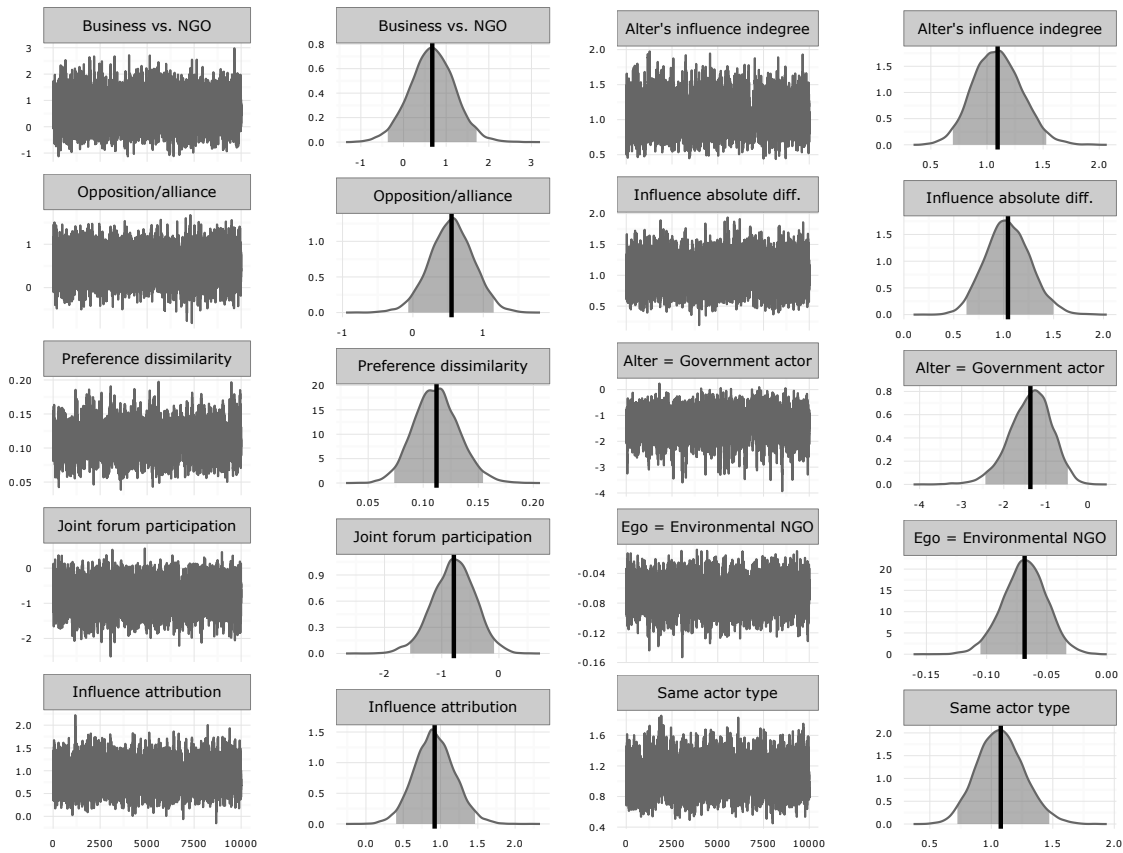 Business vs. NGO
3
2
1
0
-1
Business vs. NGO
0.8
0.6
0.4
0.2
0.0
-1 0 1 2 3
Alter's influence indegree
2.0
1.5
1.0
0.5
Alter's influence indegree
1.5
1.0
0.5
0.0
0.5 1.0 1.5 2.0
Opposition/alliance
1
0
Opposition/alliance
1.0
0.5
0.0
-1 0 1
Influence absolute diff.
2.0
1.5
1.0
0.5
Influence absolute diff.
1.5
1.0
0.5
0.0
0.0 0.5 1.0 1.5 2.0
Preference dissimilarity
0.20
0.15
0.10
0.05
Preference dissimilarity
20
15
10
5
0
0.05 0.10 0.15 0.20
Alter = Government actor
0
-1
-2
-3
-4
Alter = Government actor
0.8
0.6
0.4
0.2
0.0
-4 -3 -2 -1 0
Joint forum participation
0
-1
-2
Joint forum participation
0.9
0.6
0.3
0.0
-2 -1 0
Ego = Environmental NGO
-0.04
-0.08
-0.12
-0.16
Ego = Environmental NGO
20
15
10
5
0
-0.15 -0.10 -0.05 0.00
Influence attribution
2.0
1.5
1.0
0.5
0.0
0 2500 5000 7500 10000
Influence attribution
1.5
1.0
0.5
0.0
0.0 0.5 1.0 1.5 2.0
Same actor type
1.6
1.2
0.8
0.4
0 2500 5000 7500 10000
Same actor type
2.0
1.5
1.0
0.5
0.0
0.5 1.0 1.5 2.0